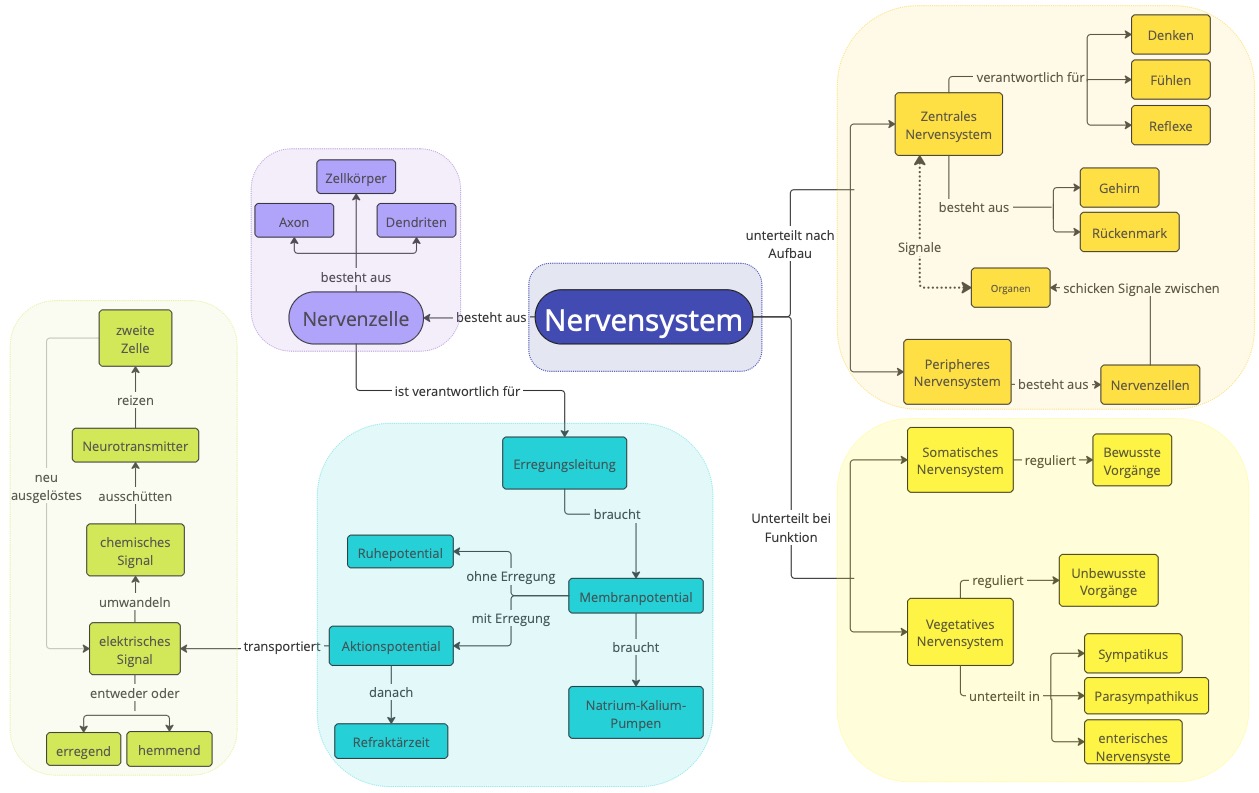 Denken
verantwortlich für
Fühlen
Zentrales
Nervensystem
Reflexe
Zellkörper
Gehirn
besteht aus
Axon
Dendriten
Rückenmark
unterteilt nach
Aufbau
Signale
besteht aus
Organen
schicken Signale zwischen
Nervenzelle
besteht aus
Nervensystem
zweite
Zelle
Peripheres
Nervensystem
besteht aus
Nervenzellen
ist verantwortlich für
reizen
Neurotransmitter
Erregungsleitung
Somatisches
Nervensystem
reguliert
Bewusste
Vorgänge
neu
ausgelöstes
ausschütten
braucht
Unterteilt bei
Funktion
chemisches
Signal
Ruhepotential
ohne Erregung
reguliert
Unbewusste
Vorgänge
umwandeln
Membranpotential
mit Erregung
Vegetatives
Nervensystem
elektrisches
Signal
transportiert
Aktionspotential
braucht
Sympatikus
entweder oder
danach
unterteilt in
Parasympathikus
Natrium-Kalium-
Pumpen
erregend
hemmend
Refraktärzeit
enterisches
Nervensyste